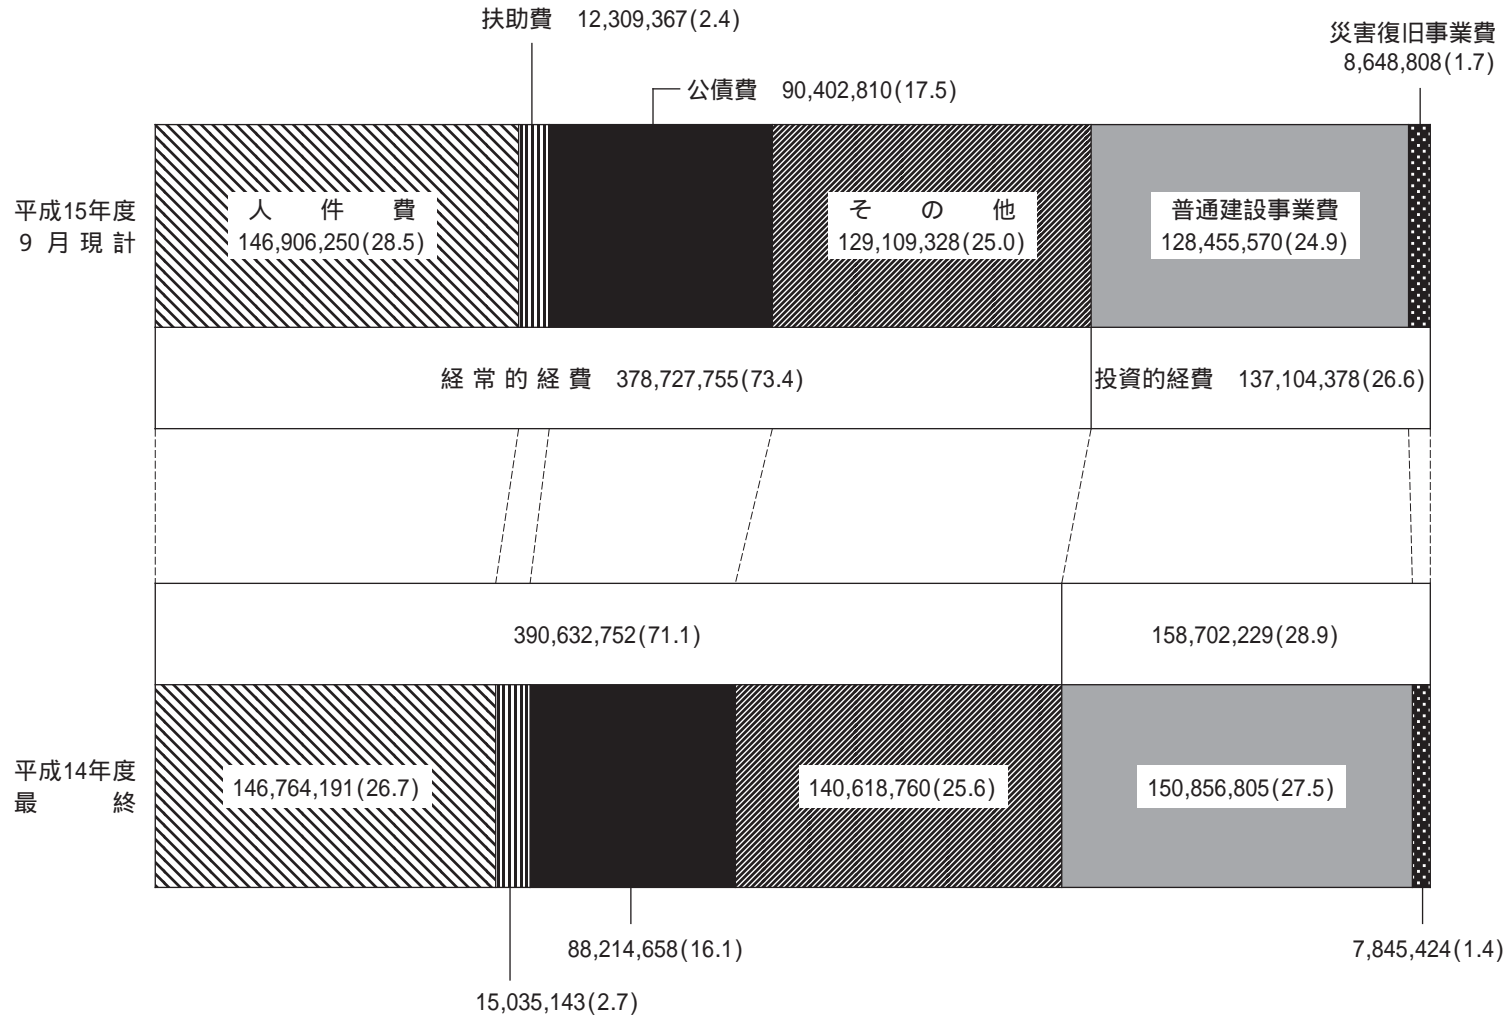 扶助費　12,309,367(2.4)
災害復旧事業費
8,648,808(1.7)
公債費　90,402,810(17.5)
平成15年度
9 月 現 計
人　件　費
146,906,250(28.5)
そ　の　他
129,109,328(25.0)
普通建設事業費
128,455,570(24.9)
経 常 的 経 費　378,727,755(73.4)
投資的経費　137,104,378(26.6)
390,632,752(71.1)
158,702,229(28.9)
平成14年度
最　　終
146,764,191(26.7)
140,618,760(25.6)
150,856,805(27.5)
88,214,658(16.1)
7,845,424(1.4)
15,035,143(2.7)